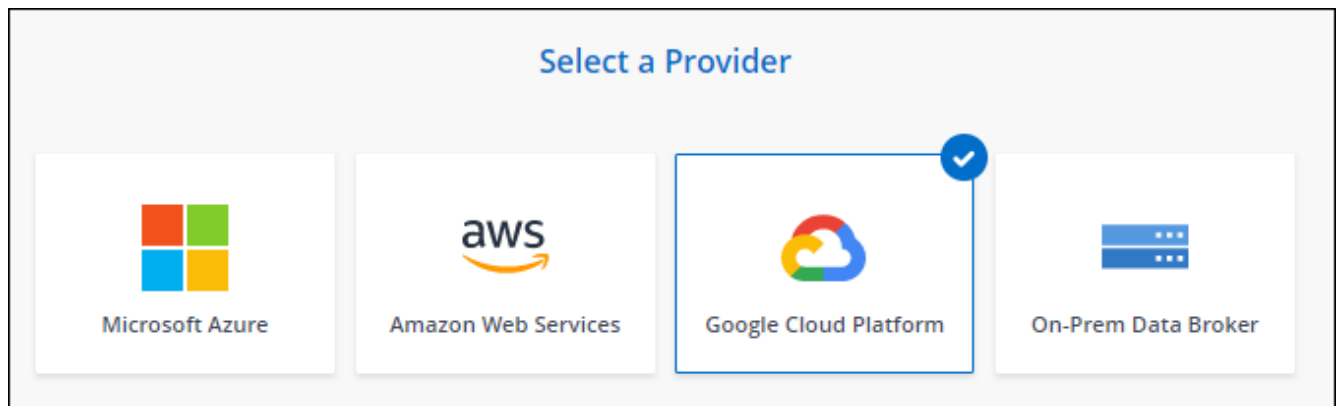 Select a Provider
aws
Microsoft Azure
Amazon Web Services
Google Cloud Platform
On-Prem Data Broker